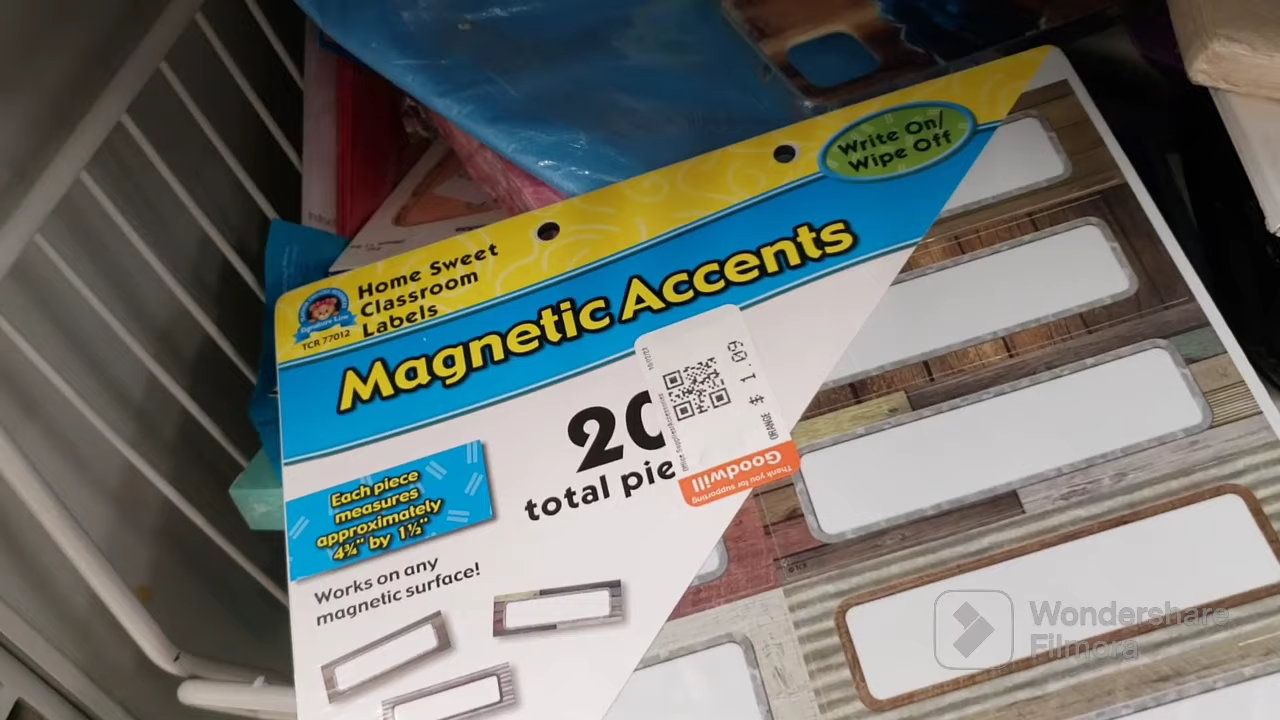 Write On/
Wipe Off
Home Sweet
Classroom
Labels
TCR 77012
Magnetic Accents
20
total pie
$ 1.09
ORANGE
Thank you for supporting
Goodwill
Each piece
measures
approximately
4¾" by 1½"
Works on any
magnetic surface!
Wondershare
Filmora